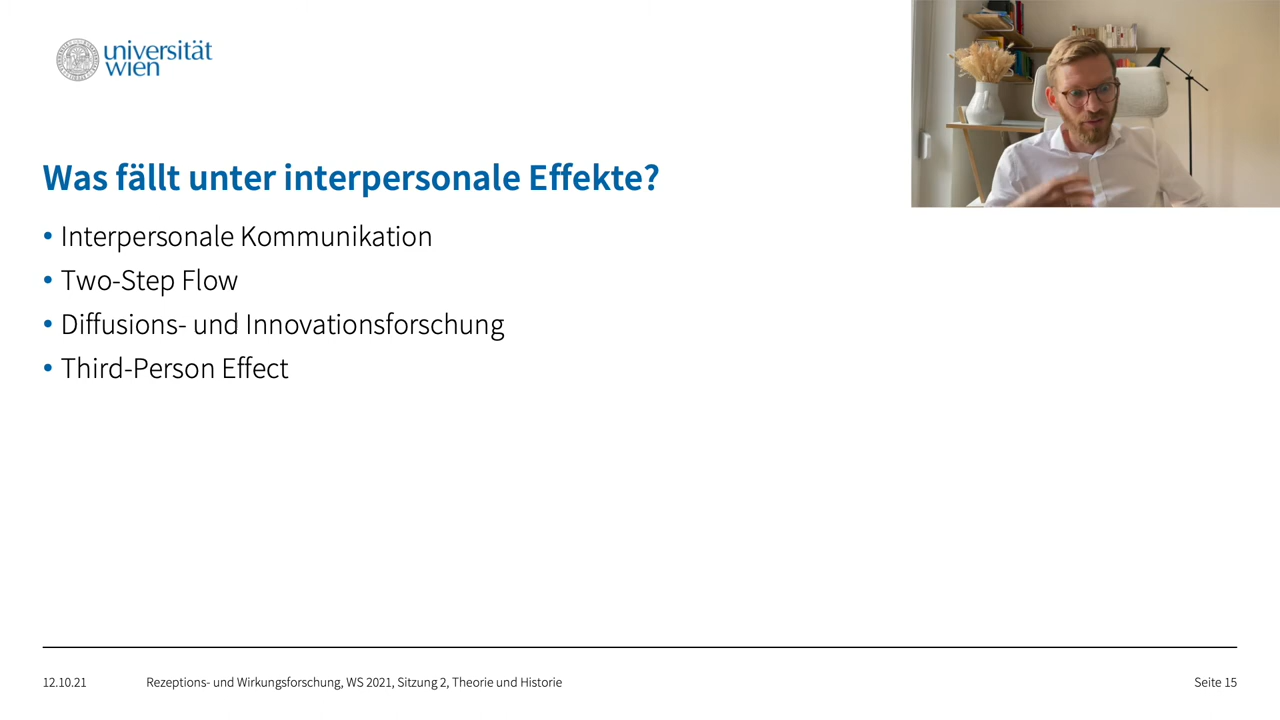 universität
wien
Was fällt unter interpersonale Effekte?
• Interpersonale Kommunikation
• Two-Step Flow
• Diffusions- und Innovationsforschung
• Third-Person Effect
12.10.21 Rezeptions- und Wirkungsforschung, WS 2021, Sitzung 2, Theorie und Historie Seite 15